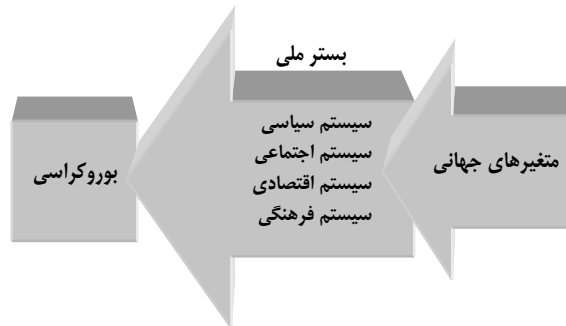 بستر ملی
متغیرهای جهانی
سیستم سیاسی
سیستم اجتماعی
سیستم اقتصادی
سیستم فرهنگی
بوروکراسی